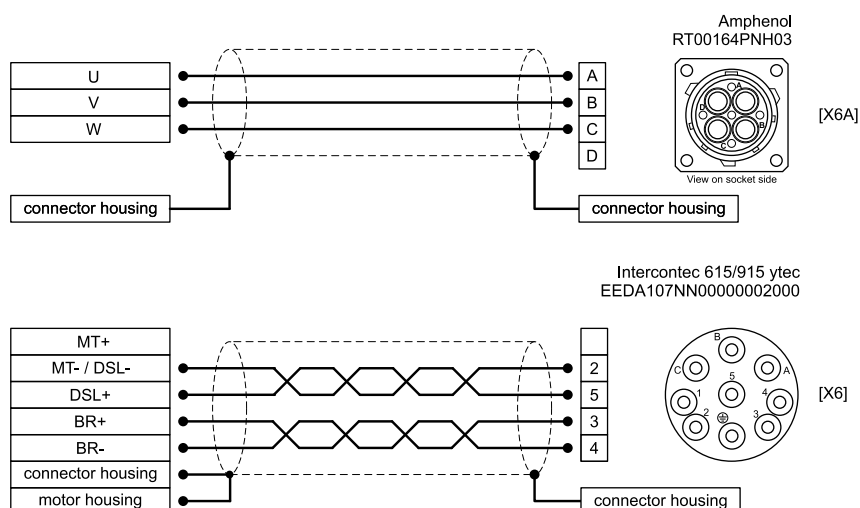 Amphenol
RT00164PNH03
U
A
V
B
W
C
D
[X6A]
A
D
B
C
View on socket side
connector housing
connector housing
Intercontec 615/915 ytec
EEDA107NN00000002000
MT+
MT- / DSL-
2
DSL+
5
BR+
3
BR-
4
connector housing
motor housing
connector housing
[X6]
B
C
A
5
1
4
2
3